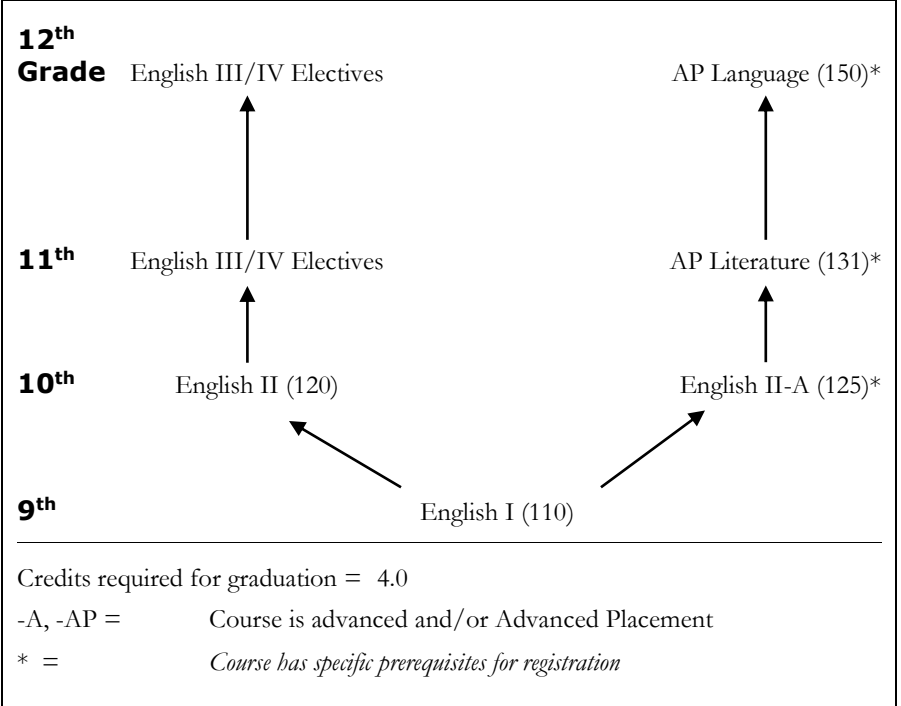 12th
Grade English III/IV Electives AP Language (150)*
11th English III/IV Electives AP Literature (131)*
10th English II (120) English II-A (125)*
9th English I (110)
Credits required for graduation = 4.0
-A, -AP = Course is advanced and/or Advanced Placement
* = Course has specific prerequisites for registration